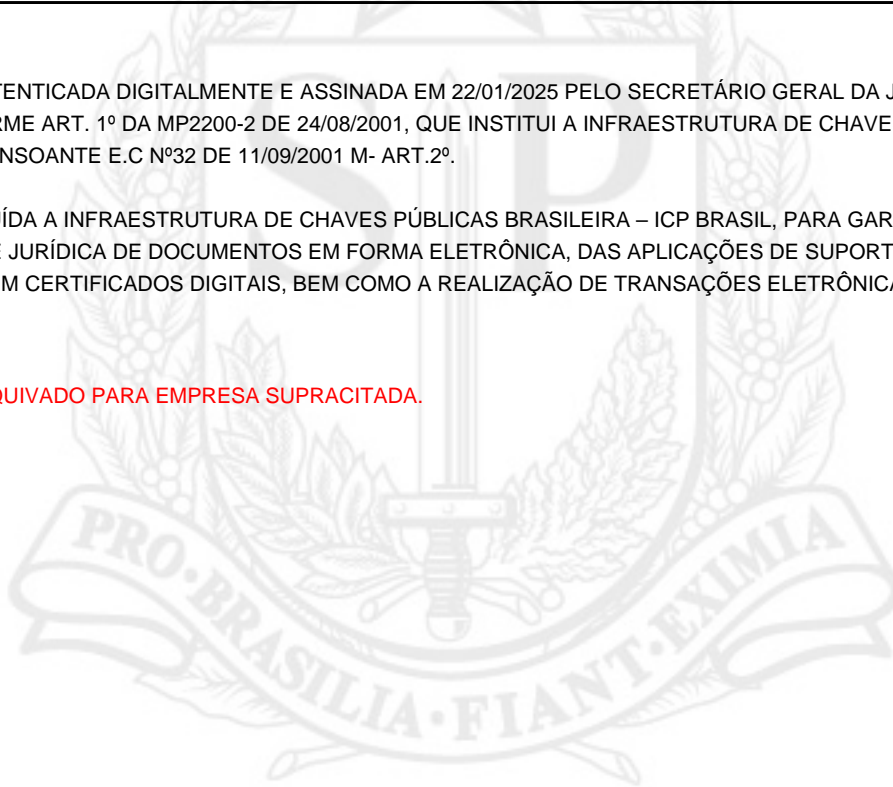 TENTICADA DIGITALMENTE E ASSINADA EM 22/01/2025 PELO SECRETÁRIO GERAL DA J
RME ART. 1º DA MP2200-2 DE 24/08/2001, QUE INSTITUI A INFRAESTRUTURA DE CHAVE
NSOANTE E.C Nº32 DE 11/09/2001 M- ART.2º.
ÍDA A INFRAESTRUTURA DE CHAVES PÚBLICAS BRASILEIRA – ICP BRASIL, PARA GAR
E JURÍDICA DE DOCUMENTOS EM FORMA ELETRÔNICA, DAS APLICAÇÕES DE SUPORT
M CERTIFICADOS DIGITAIS, BEM COMO A REALIZAÇÃO DE TRANSAÇÕES ELETRÔNICA
QUIVADO PARA EMPRESA SUPRACITADA.
SP
PRO·BRASILIA·FIANT·EXIMIA